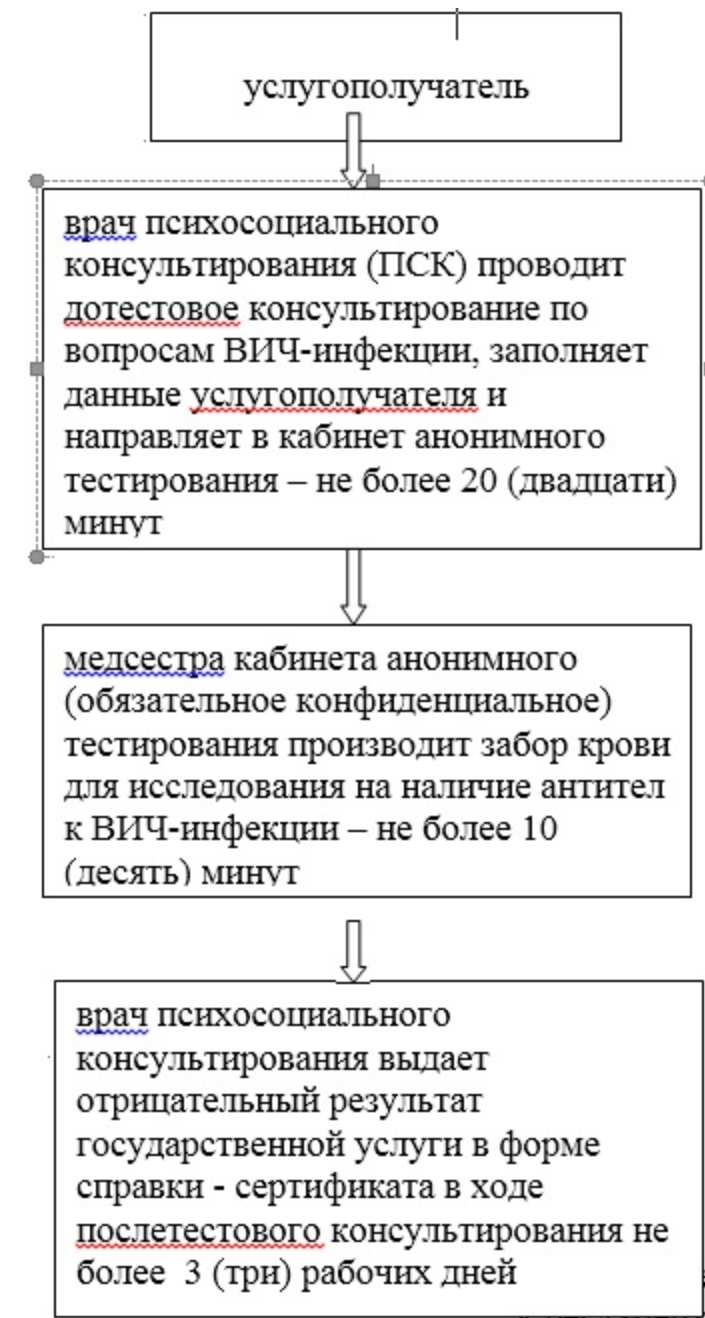 услугополучатель
врач психосоциального
консультирования (ПСК) проводит
дотестовое консультирование по
вопросам ВИЧ-инфекции, заполняет
данные услугополучателя и
направляет в кабинет анонимного
тестирования – не более 20 (двадцати)
минут
медсестра кабинета анонимного
(обязательное конфиденциальное)
тестирования производит забор крови
для исследования на наличие антител
к ВИЧ-инфекции – не более 10
(десять) минут
врач психосоциального
консультирования выдает
отрицательный результат
государственной услуги в форме
справки - сертификата в ходе
послетестового консультирования не
более  3 (три) рабочих дней